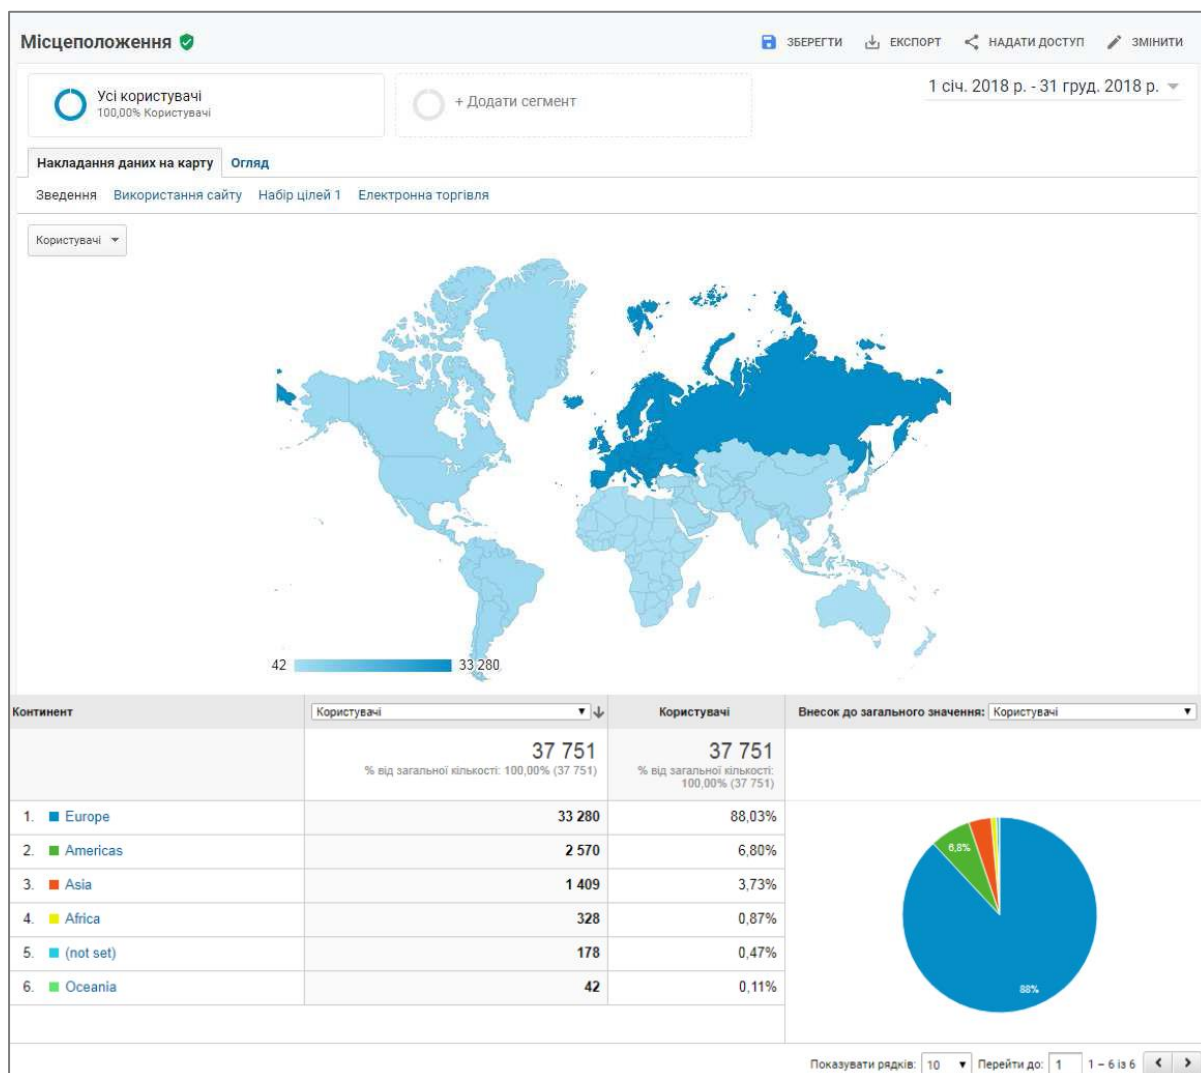 Місцеположення
ЗБЕРЕГТИ ЕКСПОРТ НАДАТИ ДОСТУП ЗМІНИТИ
Усі користувачі
100,00% Користувачі
+ Додати сегмент
1 січ. 2018 р. - 31 груд. 2018 р.
Накладання даних на карту Огляд
Зведення Використання сайту Набір цілей 1 Електронна торгівля
Користувачі
42 33 280
Континент Користувачі Користувачі Внесок до загального значення: Користувачі
37 751 37 751
% від загальної кількості: 100,00% (37 751) % від загальної кількості:
100,00% (37 751)
1. Europe 33 280 88,03%
2. Americas 2 570 6,80%
3. Asia 1 409 3,73%
4. Africa 328 0,87%
5. (not set) 178 0,47%
6. Oceania 42 0,11%
6,8%
88%
Показувати рядків: 10 Перейти до: 1 1 – 6 із 6